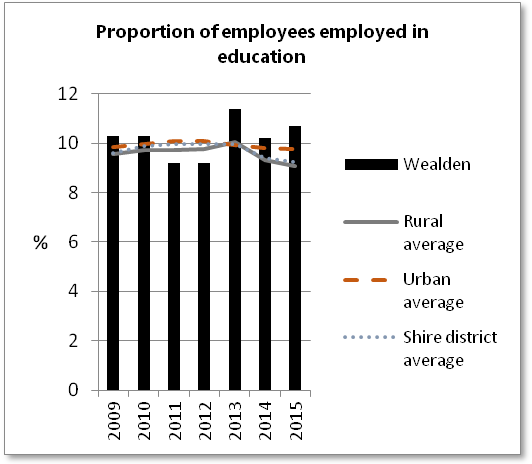 Proportion of employees employed in
education
12
10
8
6
4
2
0
%
2009
2010
2011
2012
2013
2014
2015
Wealden
Rural
average
Urban
average
Shire district
average